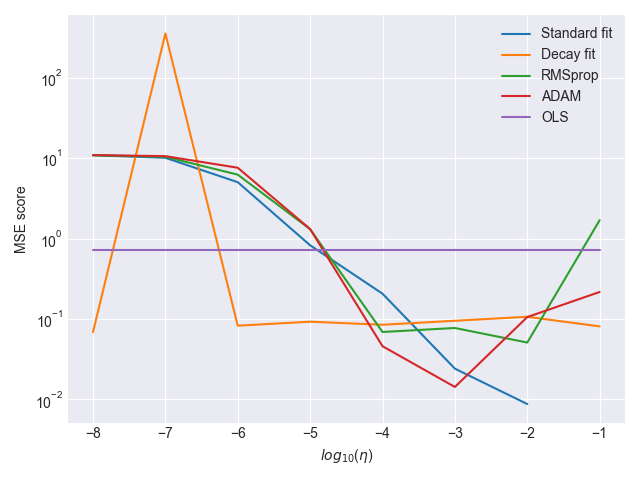 Standard fit
Decay fit
RMSprop
ADAM
OLS
MSE score
10²
10¹
10⁰
10⁻¹
10⁻²
−8 −7 −6 −5 −4 −3 −2 −1
log₁₀(η)